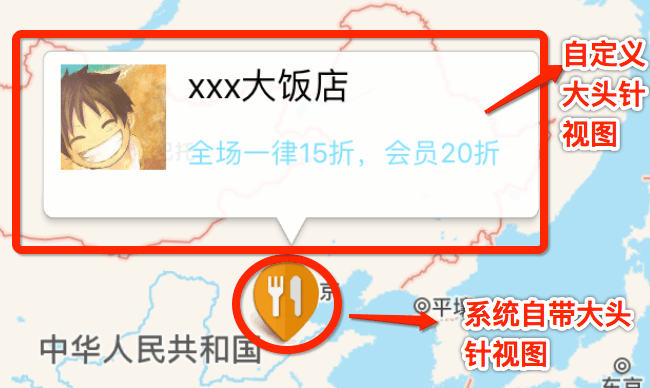 xxx大饭店
全场一律15折，会员20折
自定义
大头针
视图
京
平壤
系统自带大头
针视图
中华人民共和国
东京